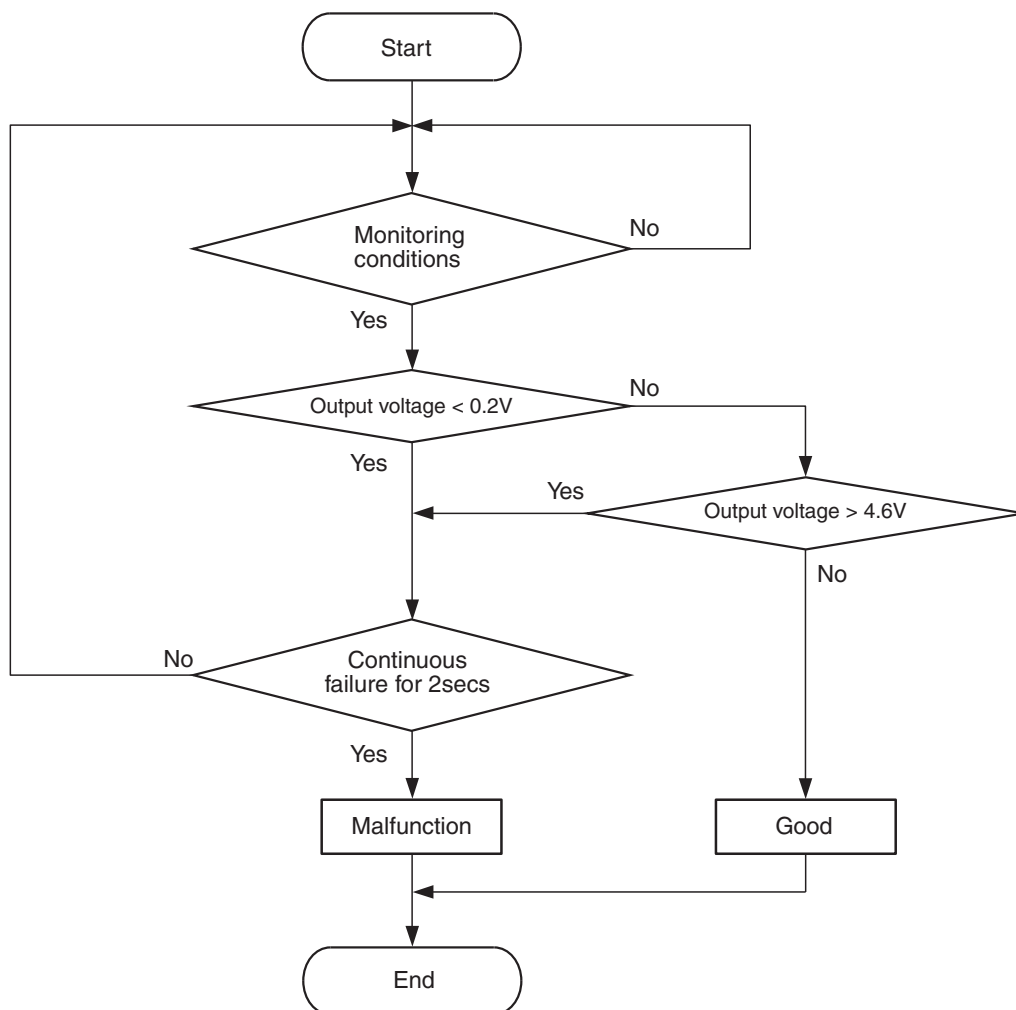 Start
Monitoring
conditions
No
Yes
Output voltage < 0.2V
No
Yes
Yes
Output voltage > 4.6V
No
No
Continuous
failure for 2secs
Yes
Malfunction
Good
End